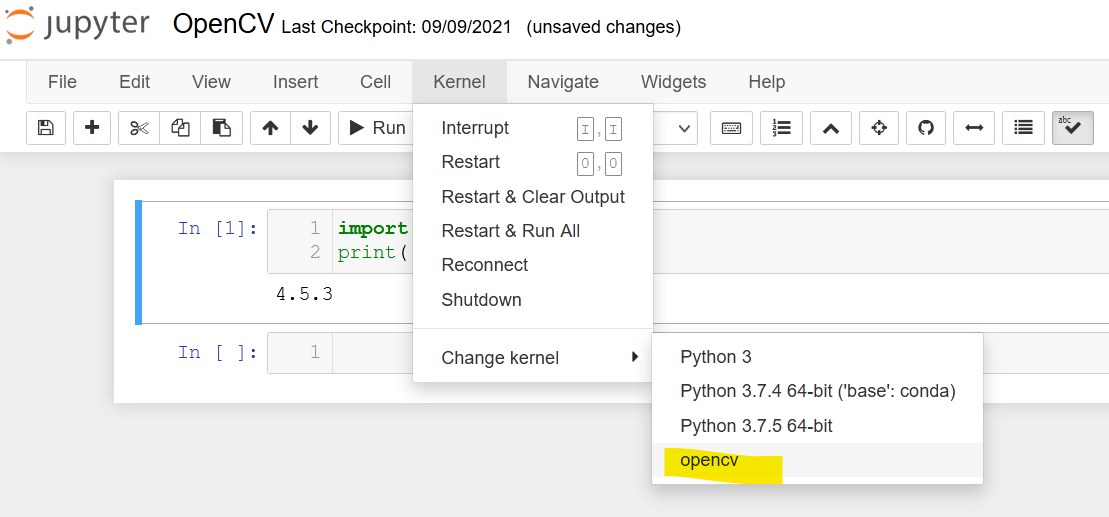 jupyter OpenCV Last Checkpoint: 09/09/2021 (unsaved changes)
File Edit View Insert Cell Kernel Navigate Widgets Help
Run
abc
Interrupt I,I
Restart 0,0
Restart & Clear Output
Restart & Run All
Reconnect
Shutdown
Change kernel
Python 3
Python 3.7.4 64-bit ('base': conda)
Python 3.7.5 64-bit
opencv
In [1]: 1 import
2 print(
4.5.3
In [ ]: 1